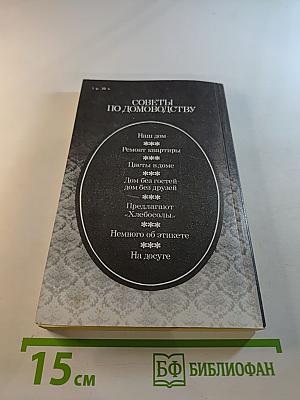 СОВЕТЫ
ПО ДОМОВОДСТВУ
Наш дом
***
Ремонт квартиры
***
Цветы в доме
***
Дом без гостей -
дом без друзей
***
Предлагают
«Хлебосолы»
***
Немного об этикете
***
На досуге
15 см
БФ БИБЛИОФАН